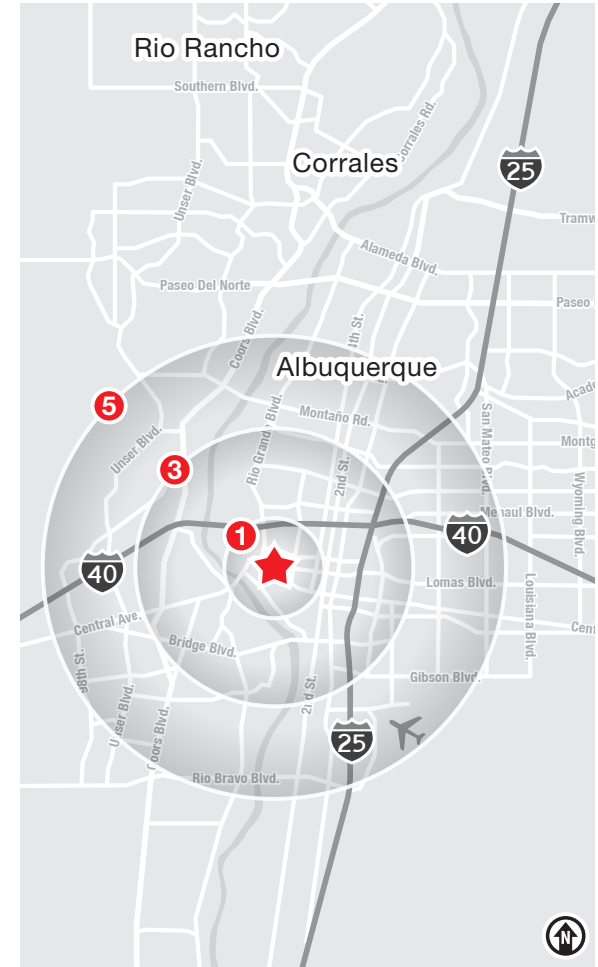 Rio Rancho
Southern Blvd.
Corrales Rd.
Corrales
25
Unser Blvd.
Tramw
Alameda Blvd.
Paseo Del Norte
Paseo
Coors Blvd.
4th St.
Albuquerque
Acade
5
Rio Grande Blvd.
Montaño Rd.
San Mateo Blvd.
Montg
Unser Blvd.
3
2nd St.
Wyoming Blvd.
Menaul Blvd.
1
40
40
Lomas Blvd.
Louisiana Blvd.
Central Ave.
Cent
Bridge Blvd.
98th St.
Gibson Blvd.
Unser Blvd.
Coors Blvd.
2nd St.
25
Rio Bravo Blvd.
N